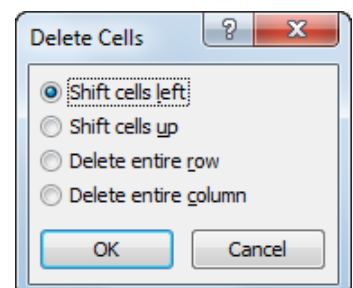 Delete Cells
Shift cells left
Shift cells up
Delete entire row
Delete entire column
OK Cancel